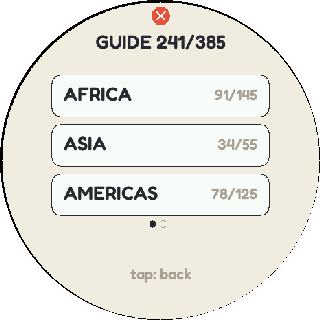 GUIDE 241/385
AFRICA 91/145
ASIA 34/55
AMERICAS 78/125
tap: back